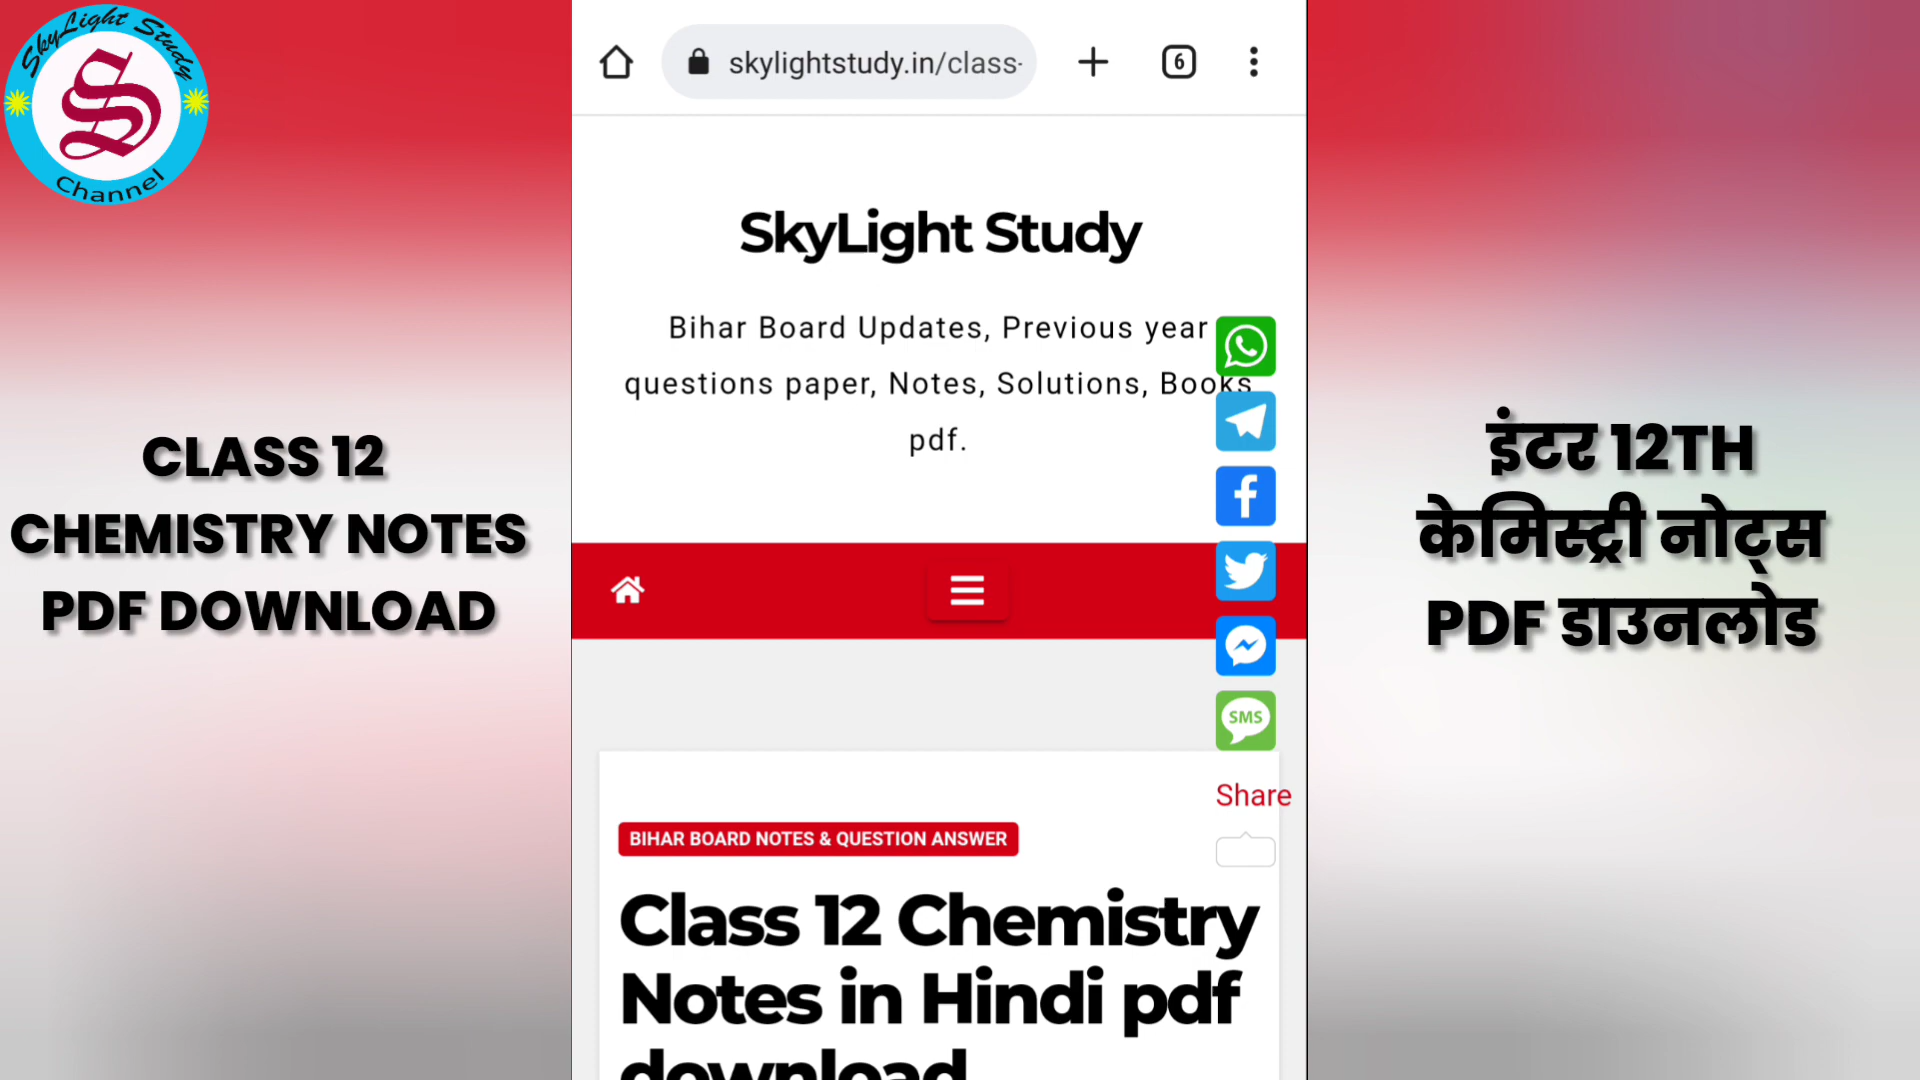 SkyLight Study
S
Channel
CLASS 12
CHEMISTRY NOTES
PDF DOWNLOAD
skylightstudy.in/class-
6
SkyLight Study
Bihar Board Updates, Previous year
questions paper, Notes, Solutions, Books
pdf.
SMS
Share
BIHAR BOARD NOTES & QUESTION ANSWER
Class 12 Chemistry
Notes in Hindi pdf
download
इंटर 12TH
केमिस्ट्री नोट्स
PDF डाउनलोड